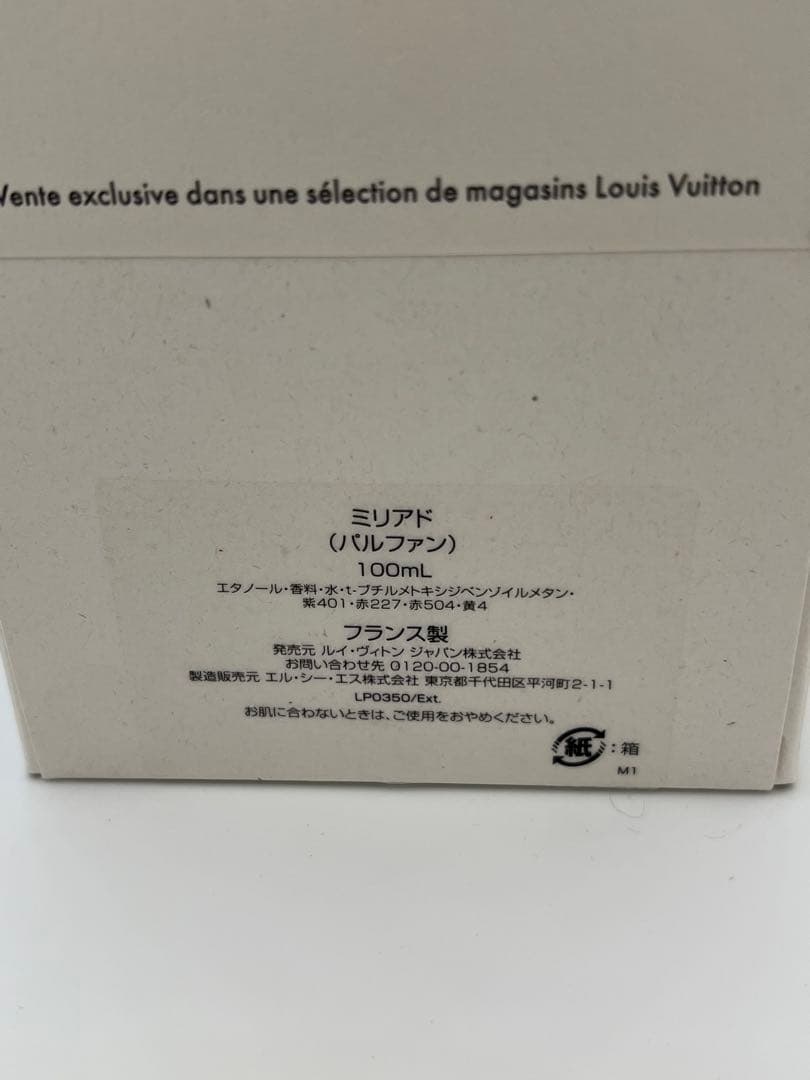 Vente exclusive dans une sélection de magasins Louis Vuitton
ミリアド
(パルファン)
100mL
エタノール・香料・水・t-ブチルメトキシジベンゾイルメタン・
紫401・赤227・赤504・黄4
フランス製
発売元 ルイ・ヴィトン ジャパン株式会社
お問い合わせ先 0120-00-1854
製造販売元 エル・シー・エス株式会社 東京都千代田区平河町2-1-1
LP0350/Ext.
お肌に合わないときは、ご使用をおやめください。
紙:箱
M1